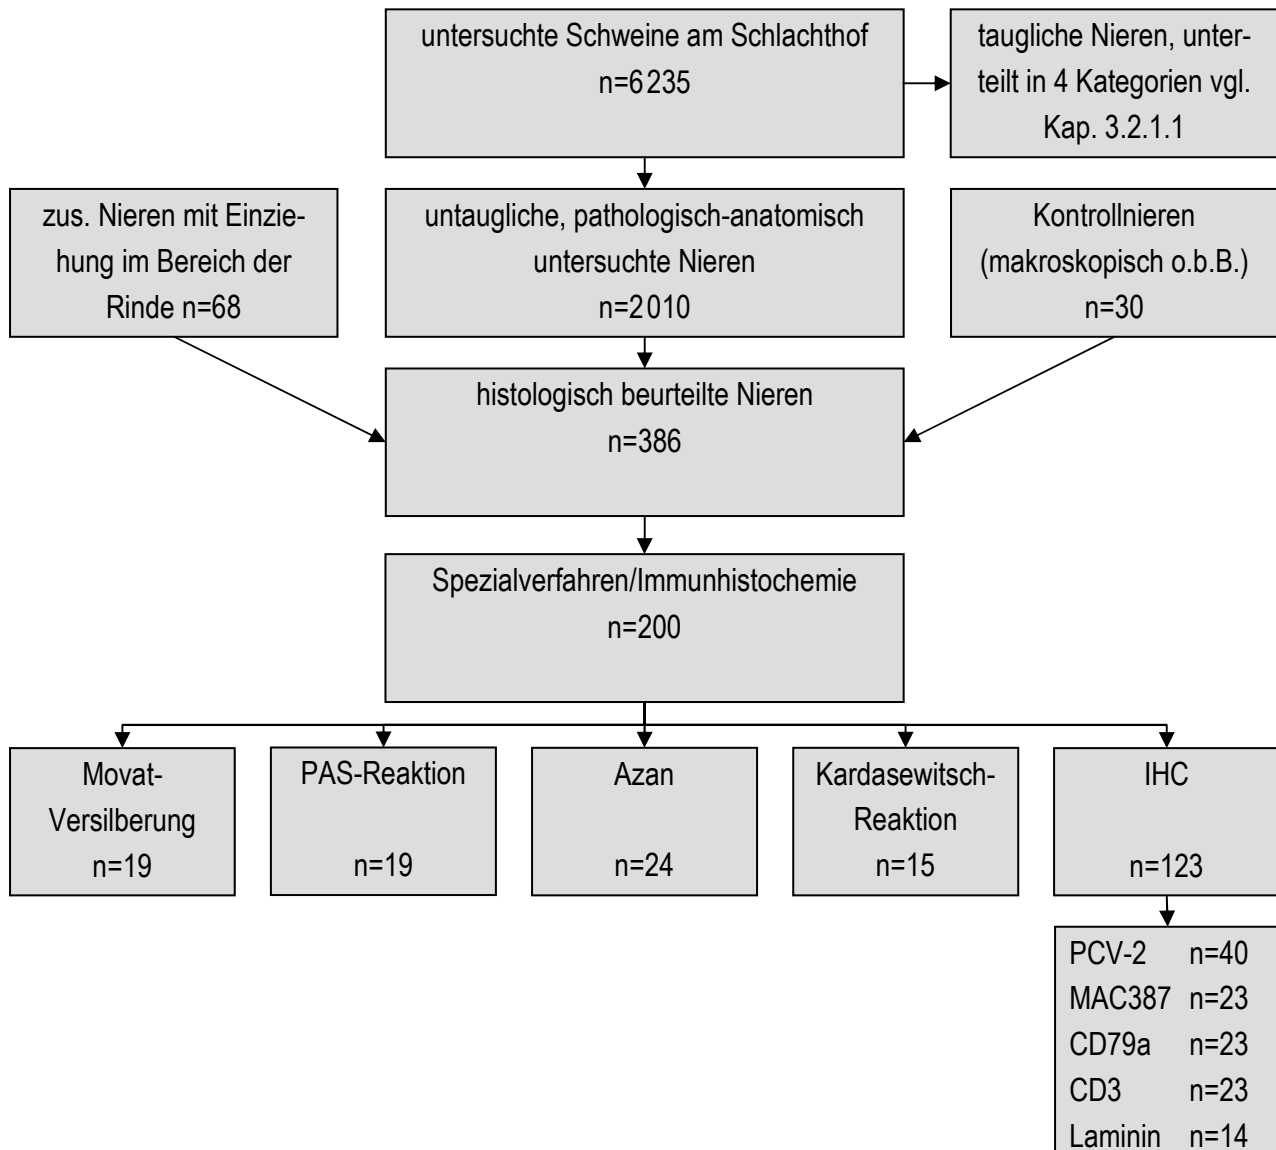 untersuchte Schweine am Schlachthof
n=6235
taugliche Nieren, unter-
teilt in 4 Kategorien vgl.
Kap. 3.2.1.1
zus. Nieren mit Einzie-
hung im Bereich der
Rinde n=68
untaugliche, pathologisch-anatomisch
untersuchte Nieren
n=2010
Kontrollnieren
(makroskopisch o.b.B.)
n=30
histologisch beurteilte Nieren
n=386
Spezialverfahren/Immunhistochemie
n=200
Movat-
Versilberung
n=19
PAS-Reaktion
n=19
Azan
n=24
Kardasewitsch-
Reaktion
n=15
IHC
n=123
PCV-2 n=40
MAC387 n=23
CD79a n=23
CD3 n=23
Laminin n=14